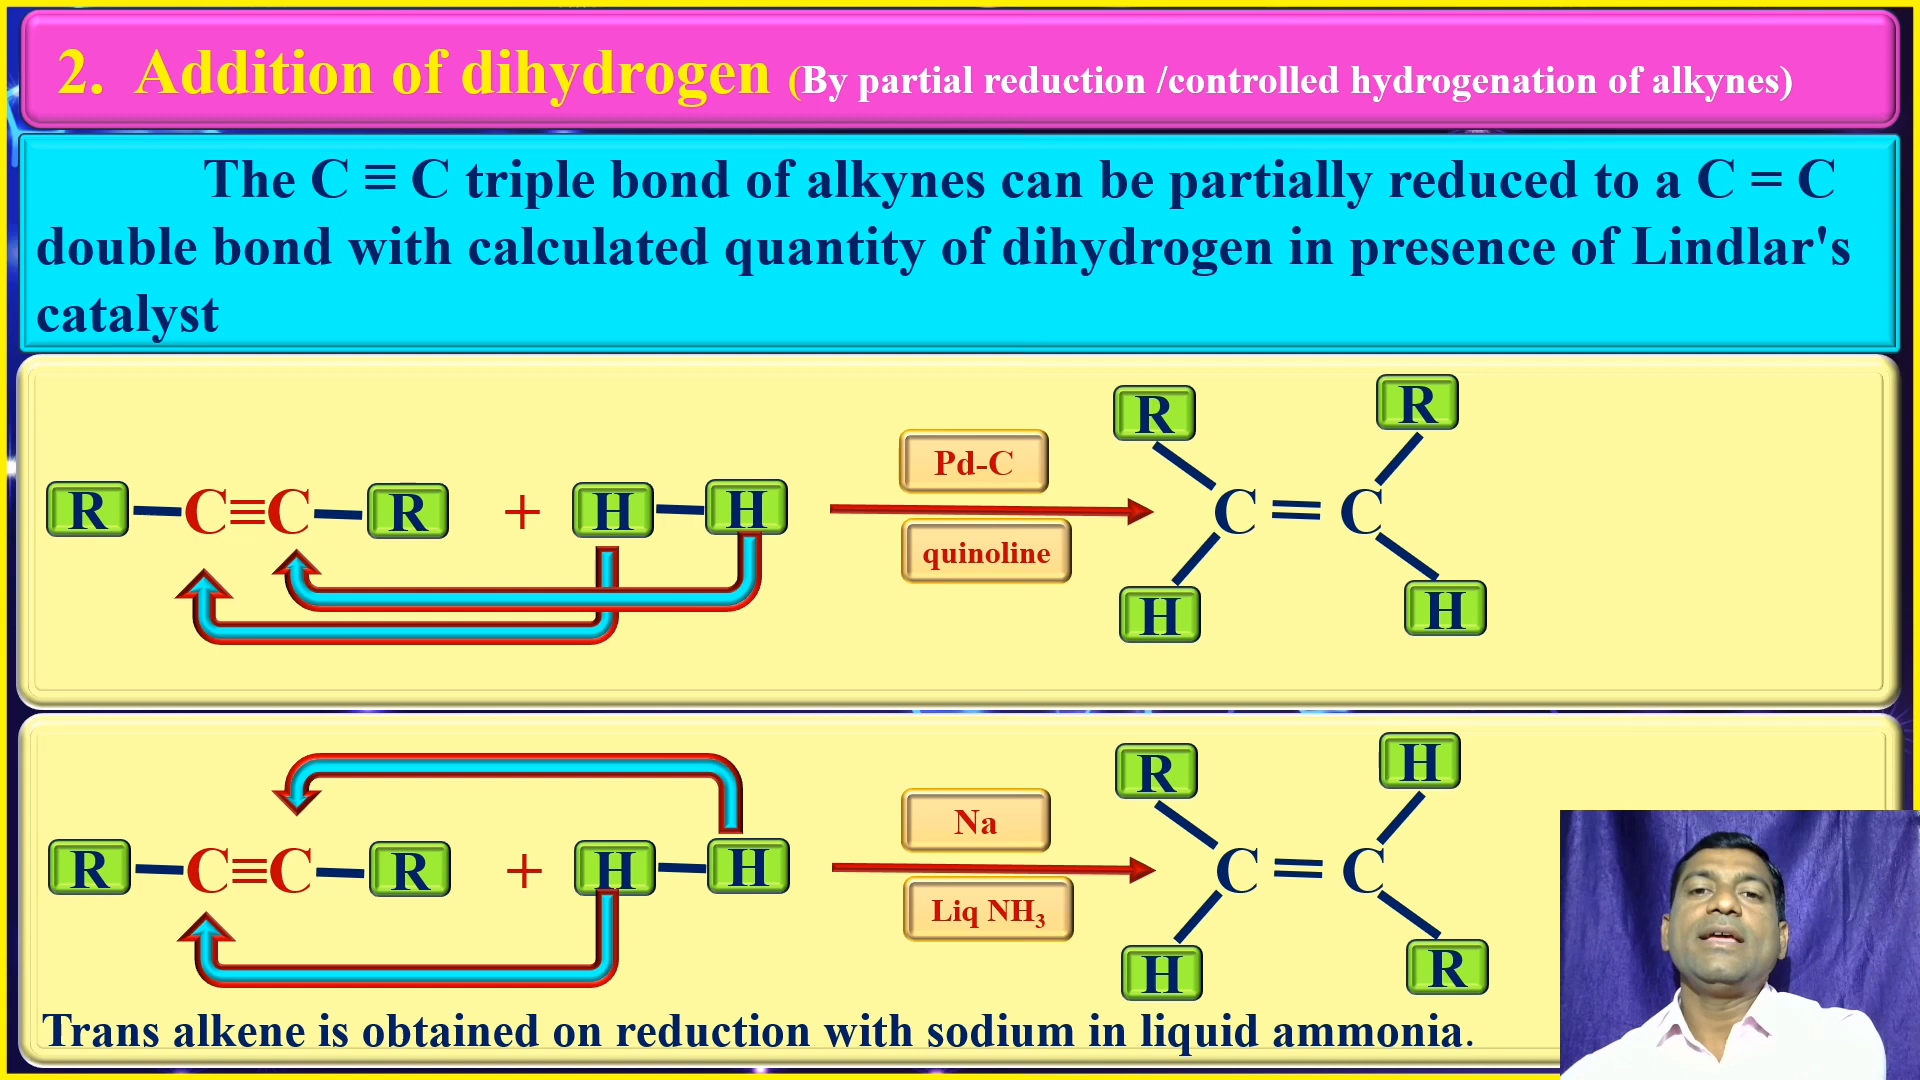 2. Addition of dihydrogen (By partial reduction /controlled hydrogenation of alkynes)
The C ≡ C triple bond of alkynes can be partially reduced to a C = C
double bond with calculated quantity of dihydrogen in presence of Lindlar's
catalyst
R R
Pd-C
R C≡C R + H H C = C
quinoline
H H
R H
Na
R C≡C R + H H C = C
Liq NH₃
H R
Trans alkene is obtained on reduction with sodium in liquid ammonia.